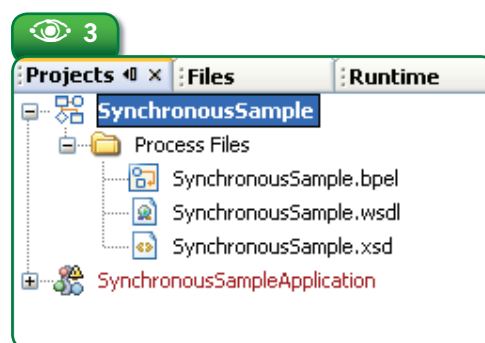 3
Projects Files Runtime
SynchronousSample
Process Files
SynchronousSample.bpel
SynchronousSample.wsdl
SynchronousSample.xsd
SynchronousSampleApplication